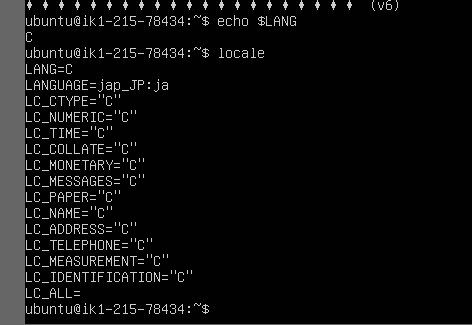 ♦ ♦ ♦ ♦ ♦ ♦ ♦ ♦ ♦ ♦ ♦ ♦ ♦ ♦ ♦ ♦ ♦ ♦ ♦ ♦ ♦ (v6)
ubuntu@ik1-215-78434:~$ echo $LANG
C
ubuntu@ik1-215-78434:~$ locale
LANG=C
LANGUAGE=jap_JP:ja
LC_CTYPE="C"
LC_NUMERIC="C"
LC_TIME="C"
LC_COLLATE="C"
LC_MONETARY="C"
LC_MESSAGES="C"
LC_PAPER="C"
LC_NAME="C"
LC_ADDRESS="C"
LC_TELEPHONE="C"
LC_MEASUREMENT="C"
LC_IDENTIFICATION="C"
LC_ALL=
ubuntu@ik1-215-78434:~$